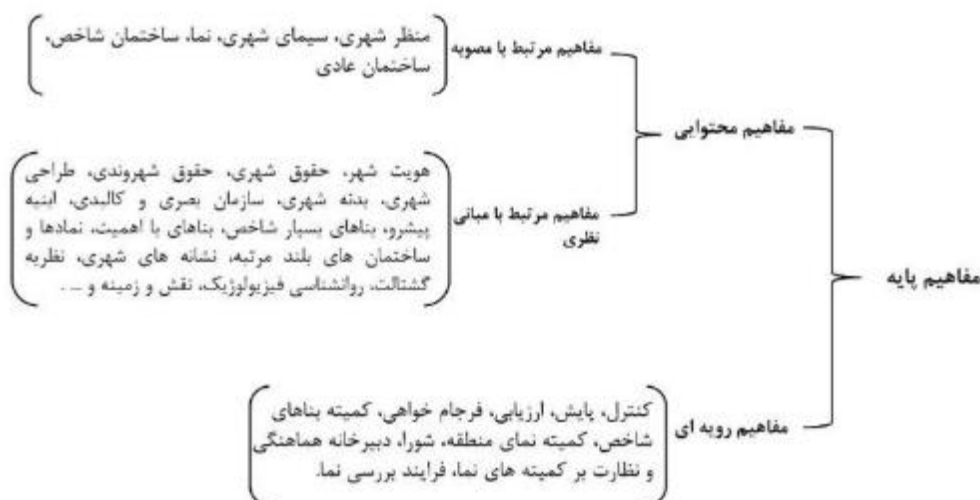 مفاهیم پایه
مفاهیم محتوایی
مفاهیم مرتبط با مصوبه
منظر شهری، سیمای شهری، نما، ساختمان شاخص،
ساختمان عادی
مفاهیم مرتبط با مبانی
نظری
هویت شهر، حقوق شهری، حقوق شهروندی، طراحی
شهری، بدنه شهری، سازمان بصری و کالبدی، ابنیه
پیشرو، بناهای بسیار شاخص، بناهای با اهمیت، نمادها و
ساختمان های بلند مرتبه، نشانه های شهری، نظریه
گشتالت، روانشناسی فیزیولوژیک، نقش و زمینه و ... .
مفاهیم رویه ای
کنترل، پایش، ارزیابی، فرجام خواهی، کمیته بناهای
شاخص، کمیته نمای منطقه، شورا، دبیرخانه هماهنگی
و نظارت بر کمیته های نما، فرایند بررسی نما.